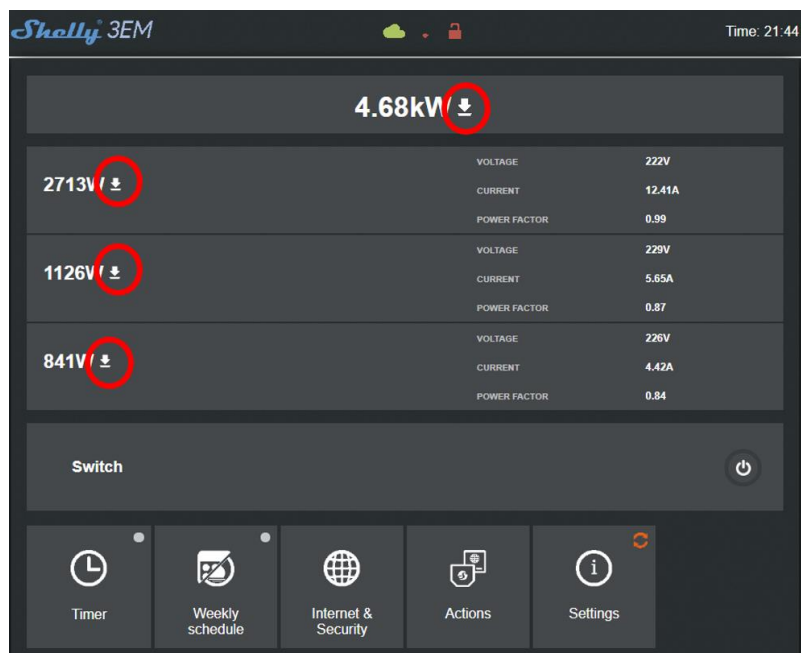 Shelly 3EM
Time: 21:44
4.68kW
2713W
VOLTAGE 222V
CURRENT 12.41A
POWER FACTOR 0.99
1126W
VOLTAGE 229V
CURRENT 5.65A
POWER FACTOR 0.87
841W
VOLTAGE 226V
CURRENT 4.42A
POWER FACTOR 0.84
Switch
Timer
Weekly
schedule
Internet &
Security
Actions
Settings